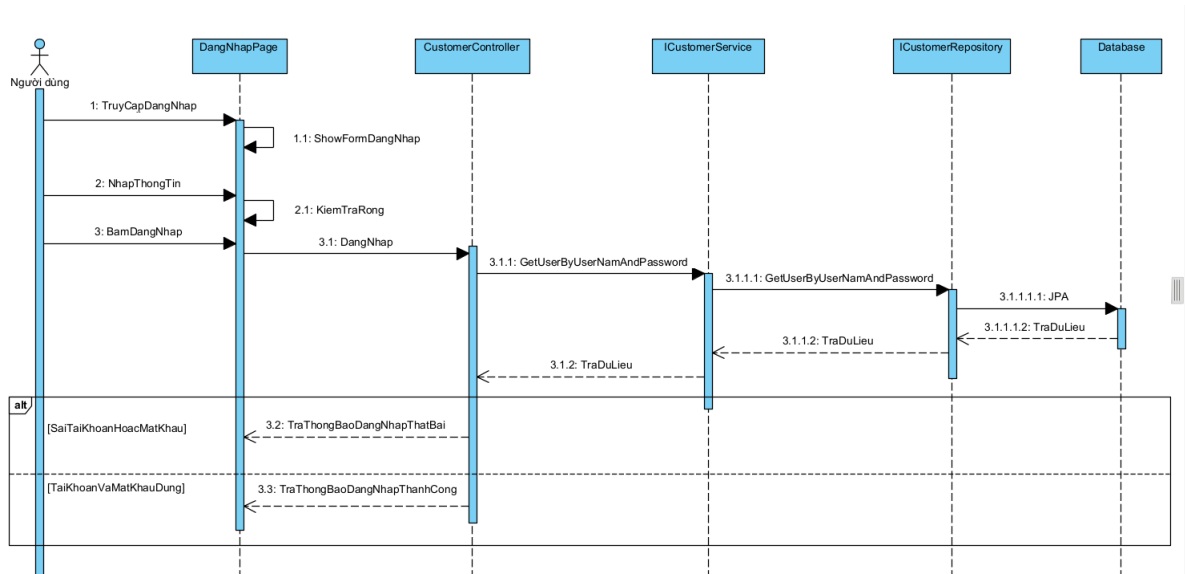 DangNhapPage
CustomerController
ICustomerService
ICustomerRepository
Database
Người dùng
1: TruyCapDangNhap
1.1: ShowFormDangNhap
2: NhapThongTin
2.1: KiemTraRong
3: BamDangNhap
3.1: DangNhap
3.1.1: GetUserByUserNamAndPassword
3.1.1.1: GetUserByUserNamAndPassword
3.1.1.1.1: JPA
3.1.1.1.2: TraDuLieu
3.1.1.2: TraDuLieu
3.1.2: TraDuLieu
alt
[SaiTaiKhoanHoacMatKhau]
3.2: TraThongBaoDangNhapThatBai
[TaiKhoanVaMatKhauDung]
3.3: TraThongBaoDangNhapThanhCong